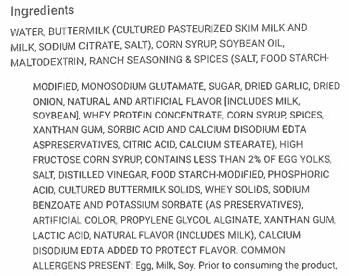 Ingredients
WATER, BUTTERMILK (CULTURED PASTEURIZED SKIM MILK AND
MILK, SODIUM CITRATE, SALT), CORN SYRUP, SOYBEAN OIL,
MALTODEXTRIN, RANCH SEASONING & SPICES (SALT, FOOD STARCH-
MODIFIED, MONOSODIUM GLUTAMATE, SUGAR, DRIED GARLIC, DRIED
ONION, NATURAL AND ARTIFICIAL FLAVOR [INCLUDES MILK,
SOYBEAN], WHEY PROTEIN CONCENTRATE, CORN SYRUP, SPICES,
XANTHAN GUM, SORBIC ACID AND CALCIUM DISODIUM EDTA
ASPRESERVATIVES, CITRIC ACID, CALCIUM STEARATE), HIGH
FRUCTOSE CORN SYRUP, CONTAINS LESS THAN 2% OF EGG YOLKS,
SALT, DISTILLED VINEGAR, FOOD STARCH-MODIFIED, PHOSPHORIC
ACID, CULTURED BUTTERMILK SOLIDS, WHEY SOLIDS, SODIUM
BENZOATE AND POTASSIUM SORBATE (AS PRESERVATIVES),
ARTIFICIAL COLOR, PROPYLENE GLYCOL ALGINATE, XANTHAN GUM,
LACTIC ACID, NATURAL FLAVOR (INCLUDES MILK), CALCIUM
DISODIUM EDTA ADDED TO PROTECT FLAVOR. COMMON
ALLERGENS PRESENT: Egg, Milk, Soy. Prior to consuming the product,